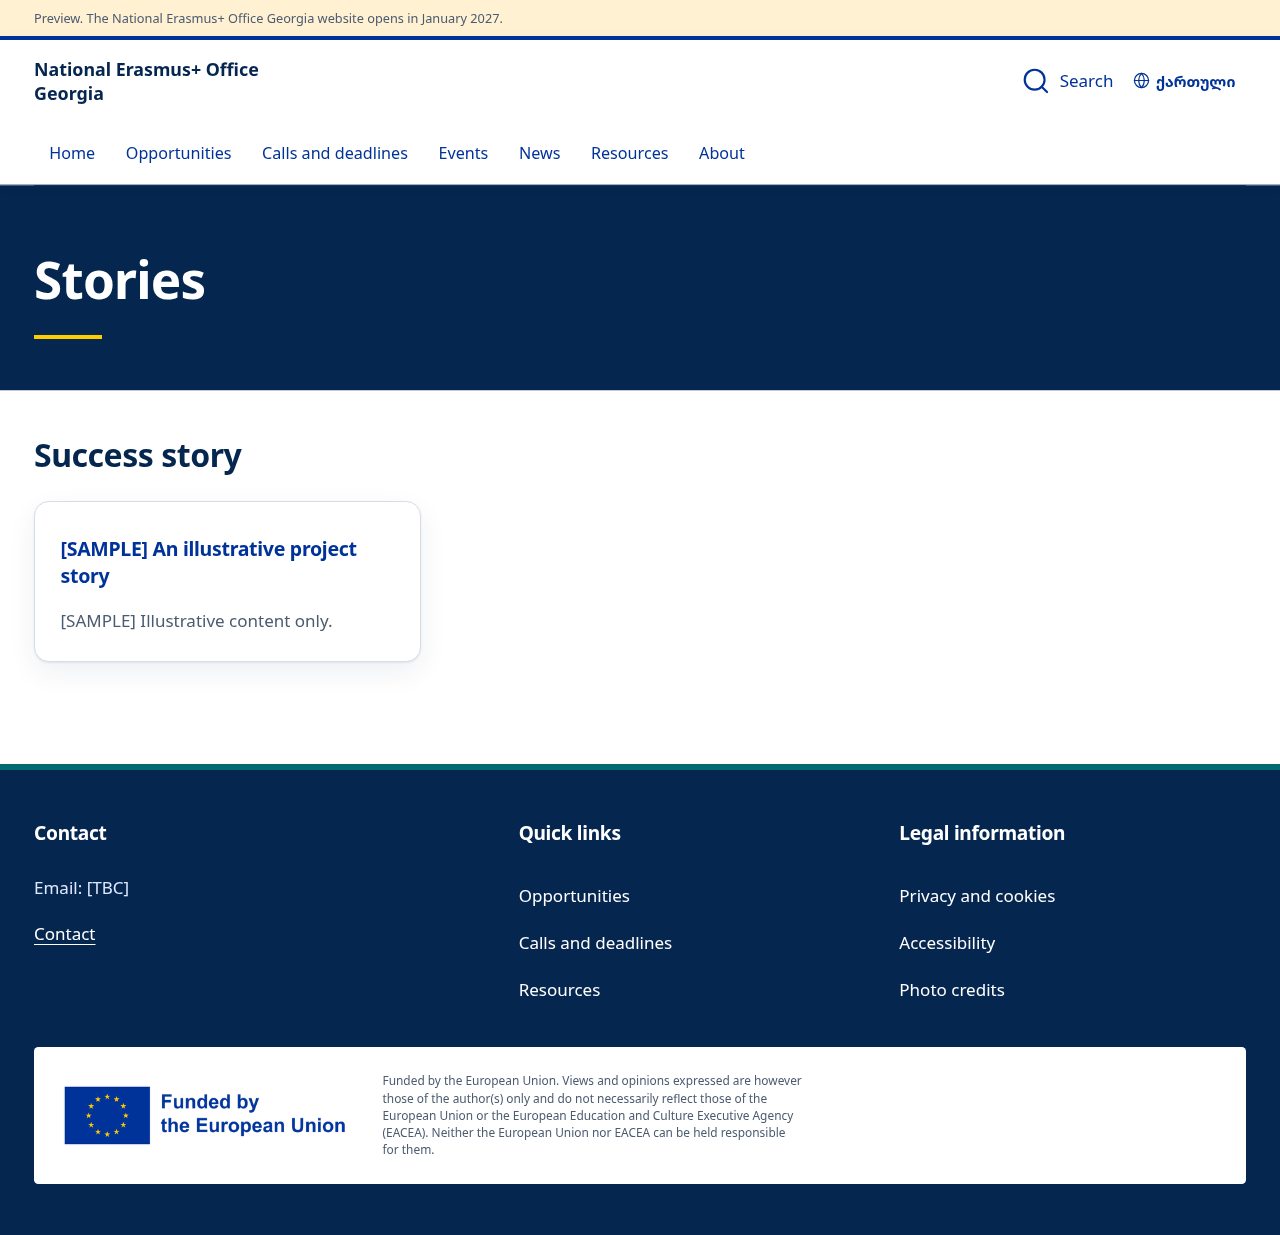 Preview. The National Erasmus+ Office Georgia website opens in January 2027.
National Erasmus+ Office
Georgia
Search
ქართული
Home
Opportunities
Calls and deadlines
Events
News
Resources
About
Stories
Success story
[SAMPLE] An illustrative project
story
[SAMPLE] Illustrative content only.
Contact
Email: [TBC]
Contact
Quick links
Opportunities
Calls and deadlines
Resources
Legal information
Privacy and cookies
Accessibility
Photo credits
Funded by
the European Union
Funded by the European Union. Views and opinions expressed are however
those of the author(s) only and do not necessarily reflect those of the
European Union or the European Education and Culture Executive Agency
(EACEA). Neither the European Union nor EACEA can be held responsible
for them.